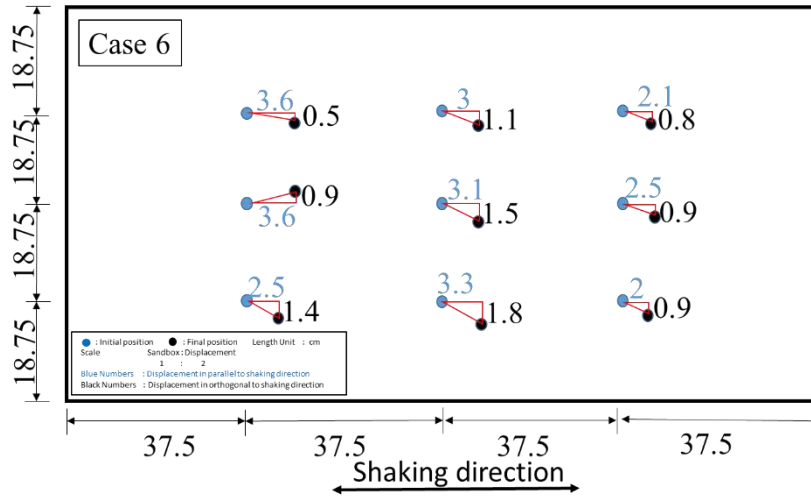 Case 6
18.75
18.75
18.75
18.75
3.6
0.5
3
1.1
2.1
0.8
0.9
3.6
3.1
1.5
2.5
0.9
2.5
1.4
3.3
1.8
2
0.9
: Initial position : Final position Length Unit : cm
Scale Sandbox : Displacement
1 : 2
Blue Numbers : Displacement in parallel to shaking direction
Black Numbers : Displacement in orthogonal to shaking direction
37.5 37.5 37.5 37.5
Shaking direction